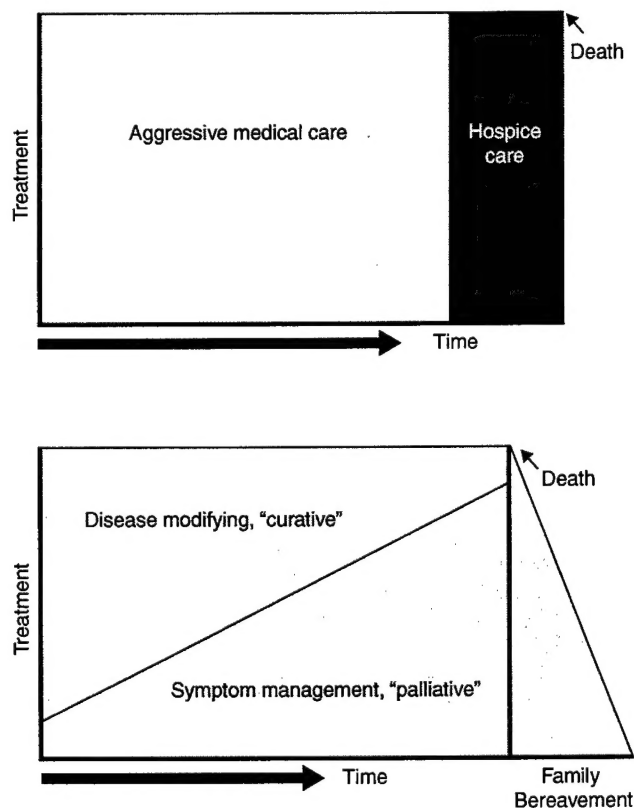 Death
Aggressive medical care
Hospice
care
Treatment
Time
Death
Disease modifying, “curative”
Treatment
Symptom management, “palliative”
Time
Family
Bereavement